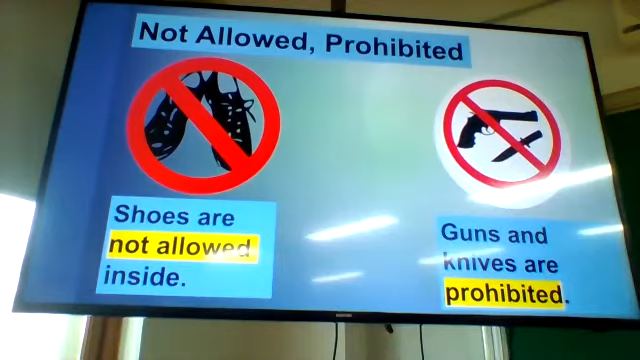 Not Allowed, Prohibited
Shoes are
not allowed
inside.
Guns and
knives are
prohibited.